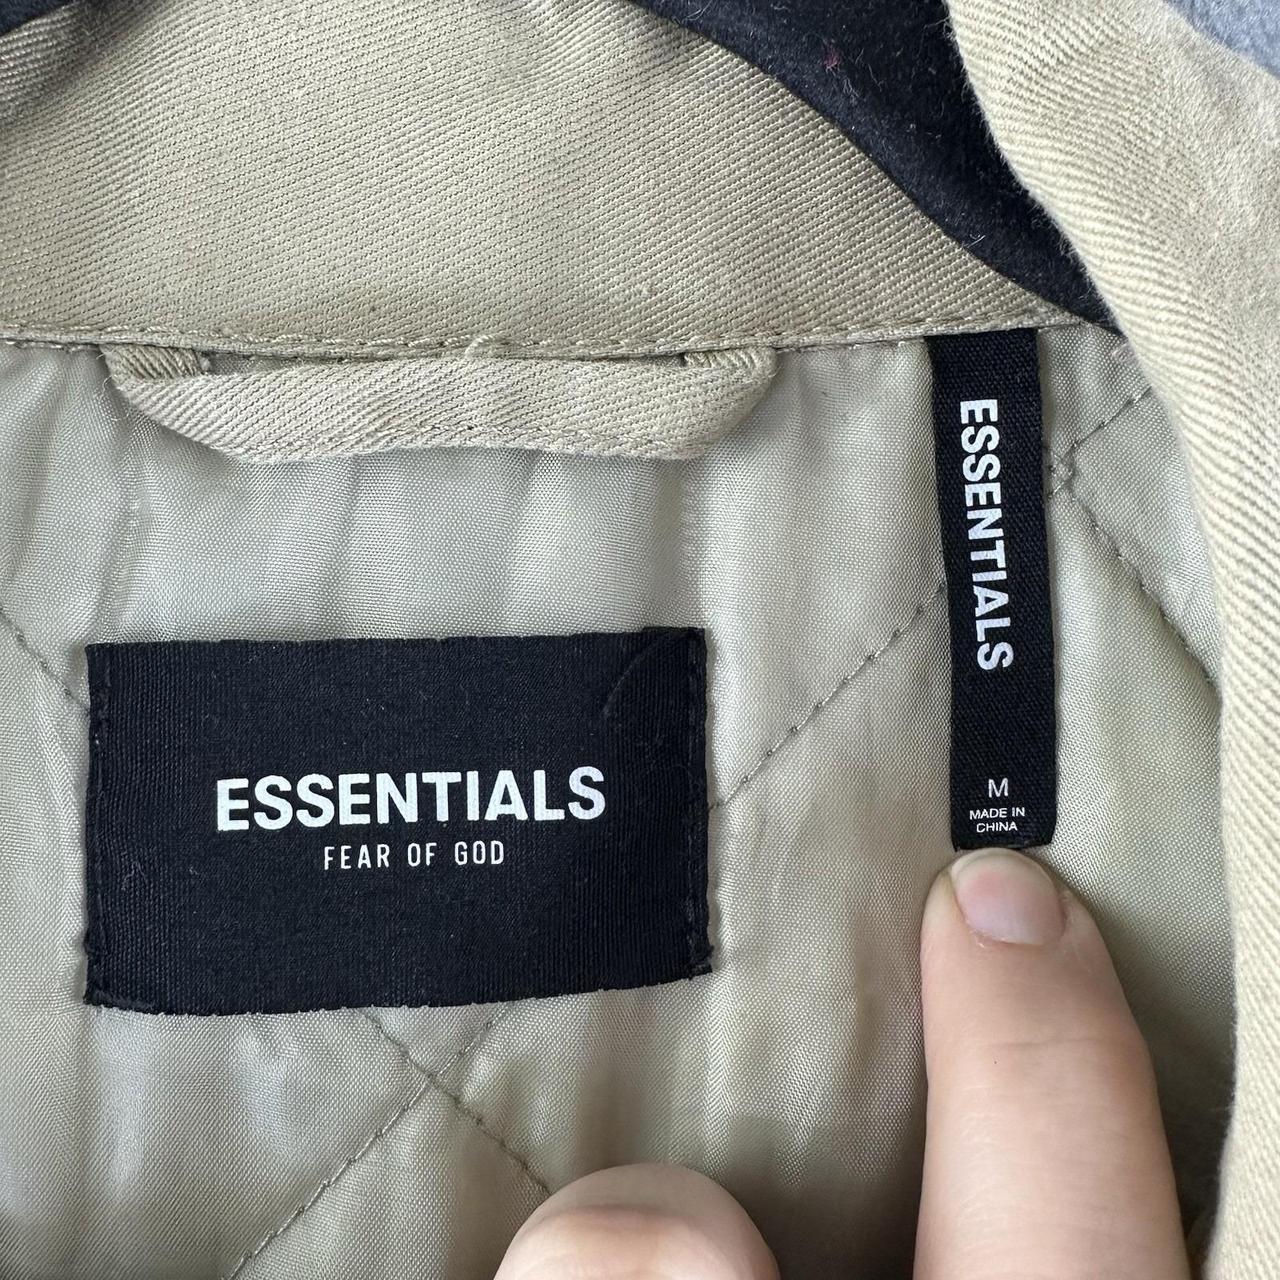 ESSENTIALS
FEAR OF GOD
ESSENTIALS
M
MADE IN
CHINA